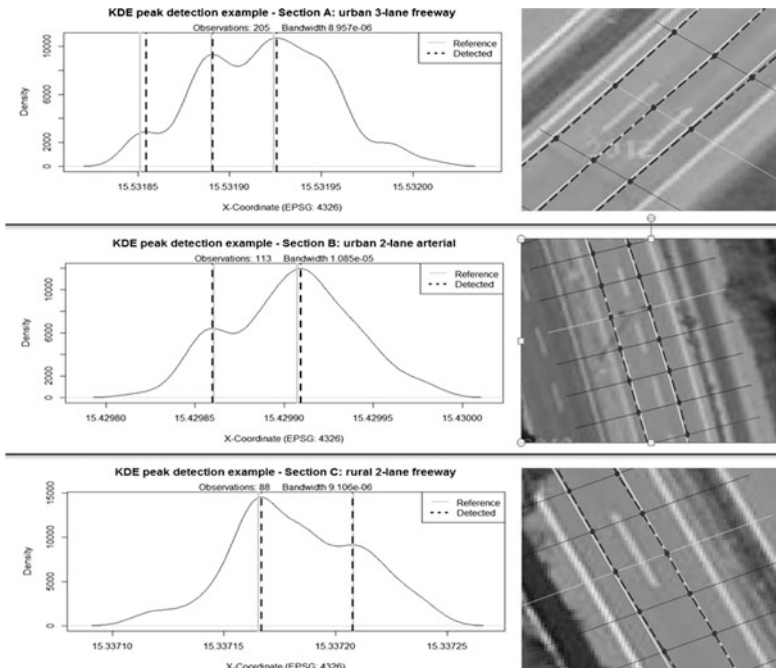 KDE peak detection example - Section A: urban 3-lane freeway
Observations: 205 Bandwidth 8.957e-06
Reference
Detected
Density
10000
6000
2000
0
15.53185 15.53190 15.53195 15.53200
X-Coordinate (EPSG: 4326)
KDE peak detection example - Section B: urban 2-lane arterial
Observations: 113 Bandwidth 1.085e-05
Reference
Detected
Density
10000
6000
4000
2000
0
15.42980 15.42985 15.42990 15.42995 15.43000
X-Coordinate (EPSG: 4326)
KDE peak detection example - Section C: rural 2-lane freeway
Observations: 88 Bandwidth 9.106e-06
Reference
Detected
Density
15000
10000
5000
0
15.33710 15.33715 15.33720 15.33725
X-Coordinate (EPSG: 4326)